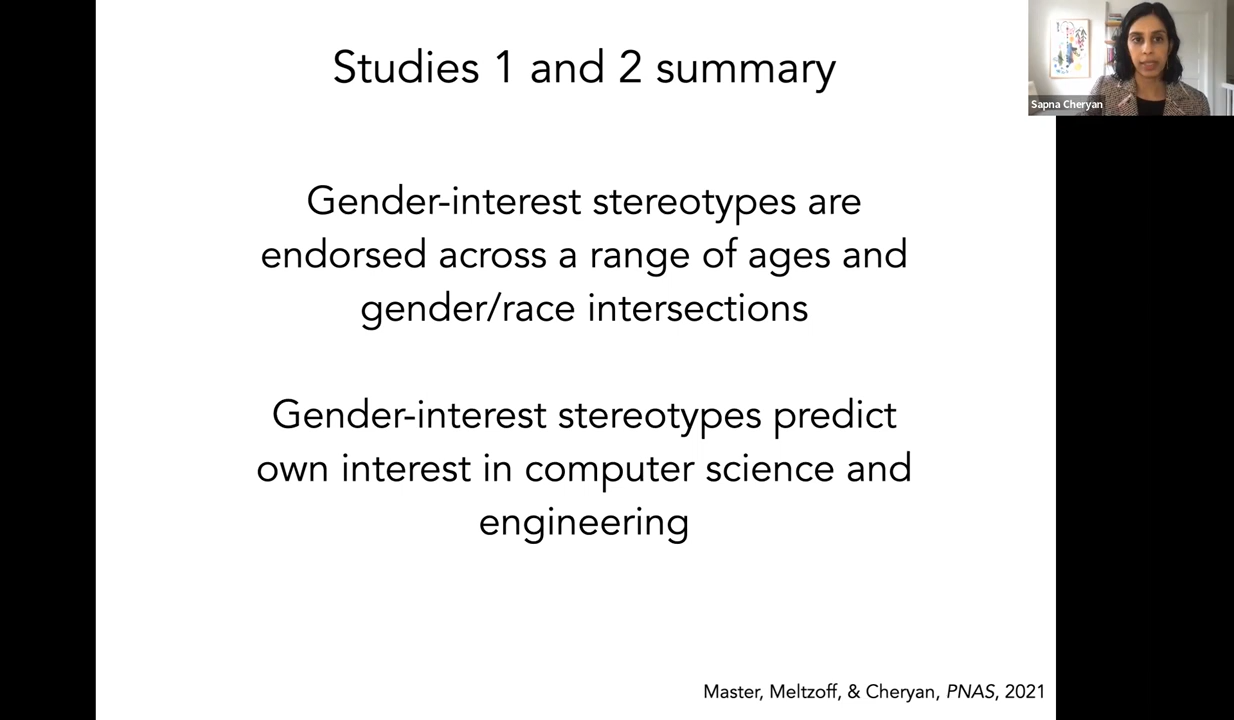 Studies 1 and 2 summary
Sapna Cheryan
Gender-interest stereotypes are
endorsed across a range of ages and
gender/race intersections
Gender-interest stereotypes predict
own interest in computer science and
engineering
Master, Meltzoff, & Cheryan, PNAS, 2021